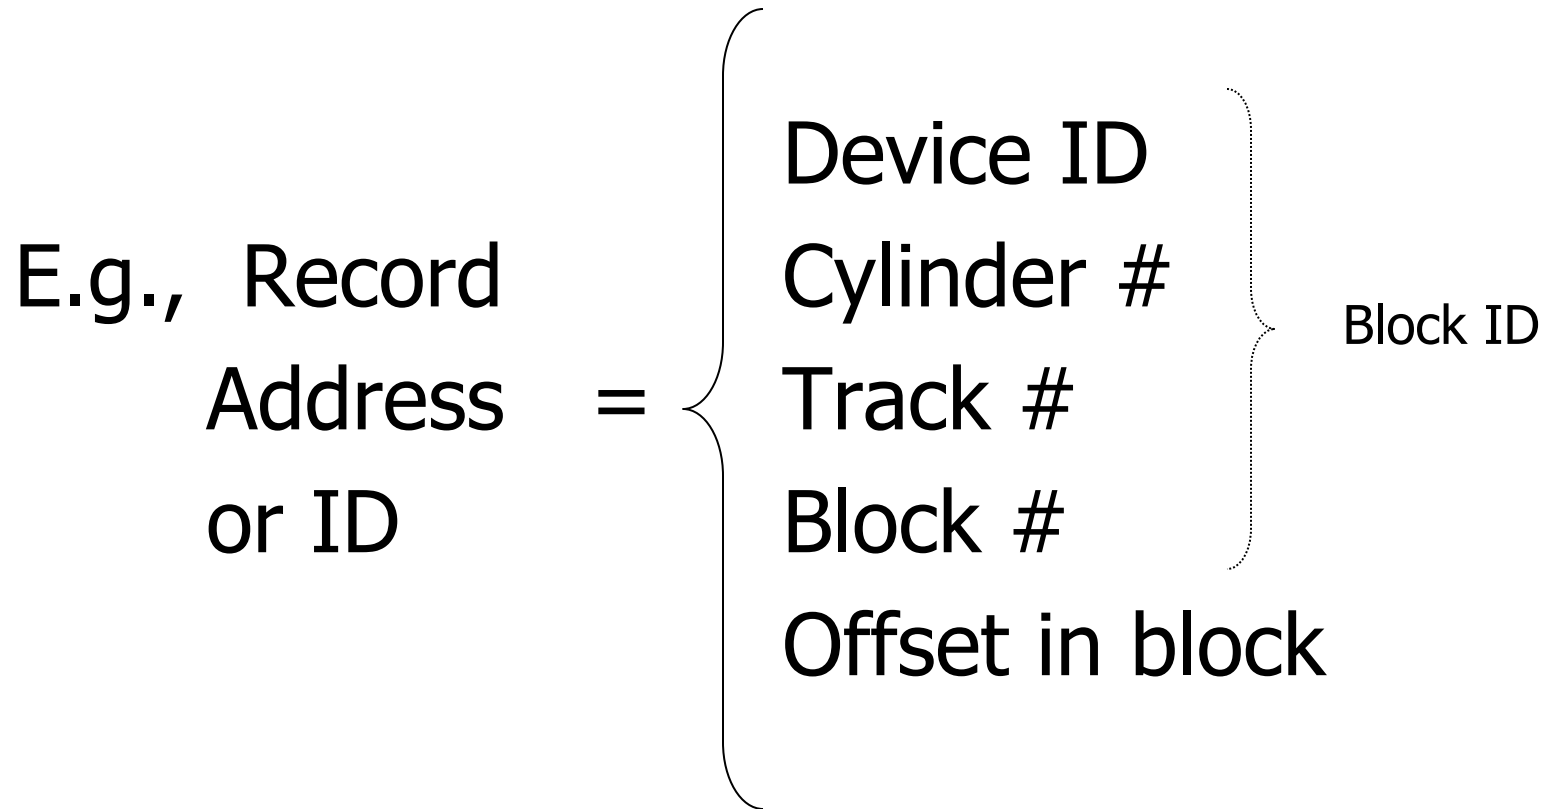 E.g., Record
Address =
or ID
Device ID
Cylinder #
Track #
Block #
Offset in block
Block ID